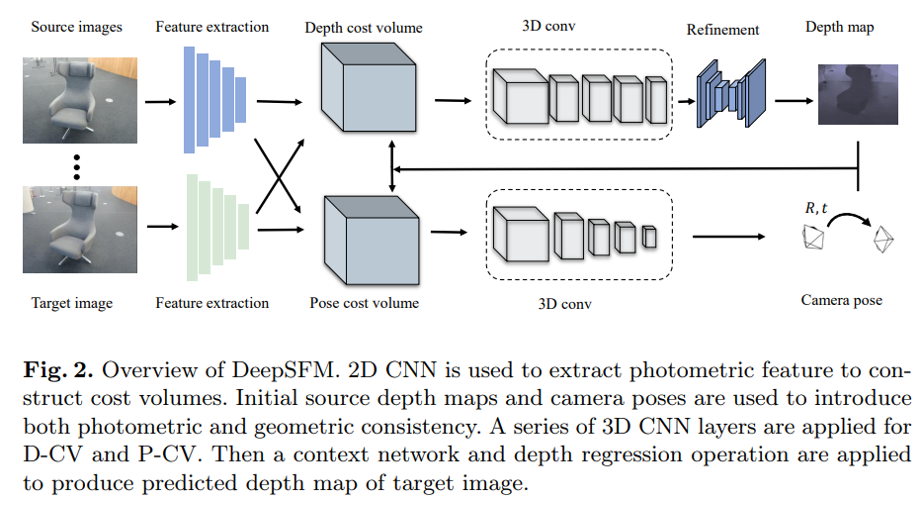 Source images
Feature extraction
Depth cost volume
3D conv
Refinement
Depth map
R, t
Target image
Feature extraction
Pose cost volume
3D conv
Camera pose
Fig. 2. Overview of DeepSFM. 2D CNN is used to extract photometric feature to con-
struct cost volumes. Initial source depth maps and camera poses are used to introduce
both photometric and geometric consistency. A series of 3D CNN layers are applied for
D-CV and P-CV. Then a context network and depth regression operation are applied
to produce predicted depth map of target image.